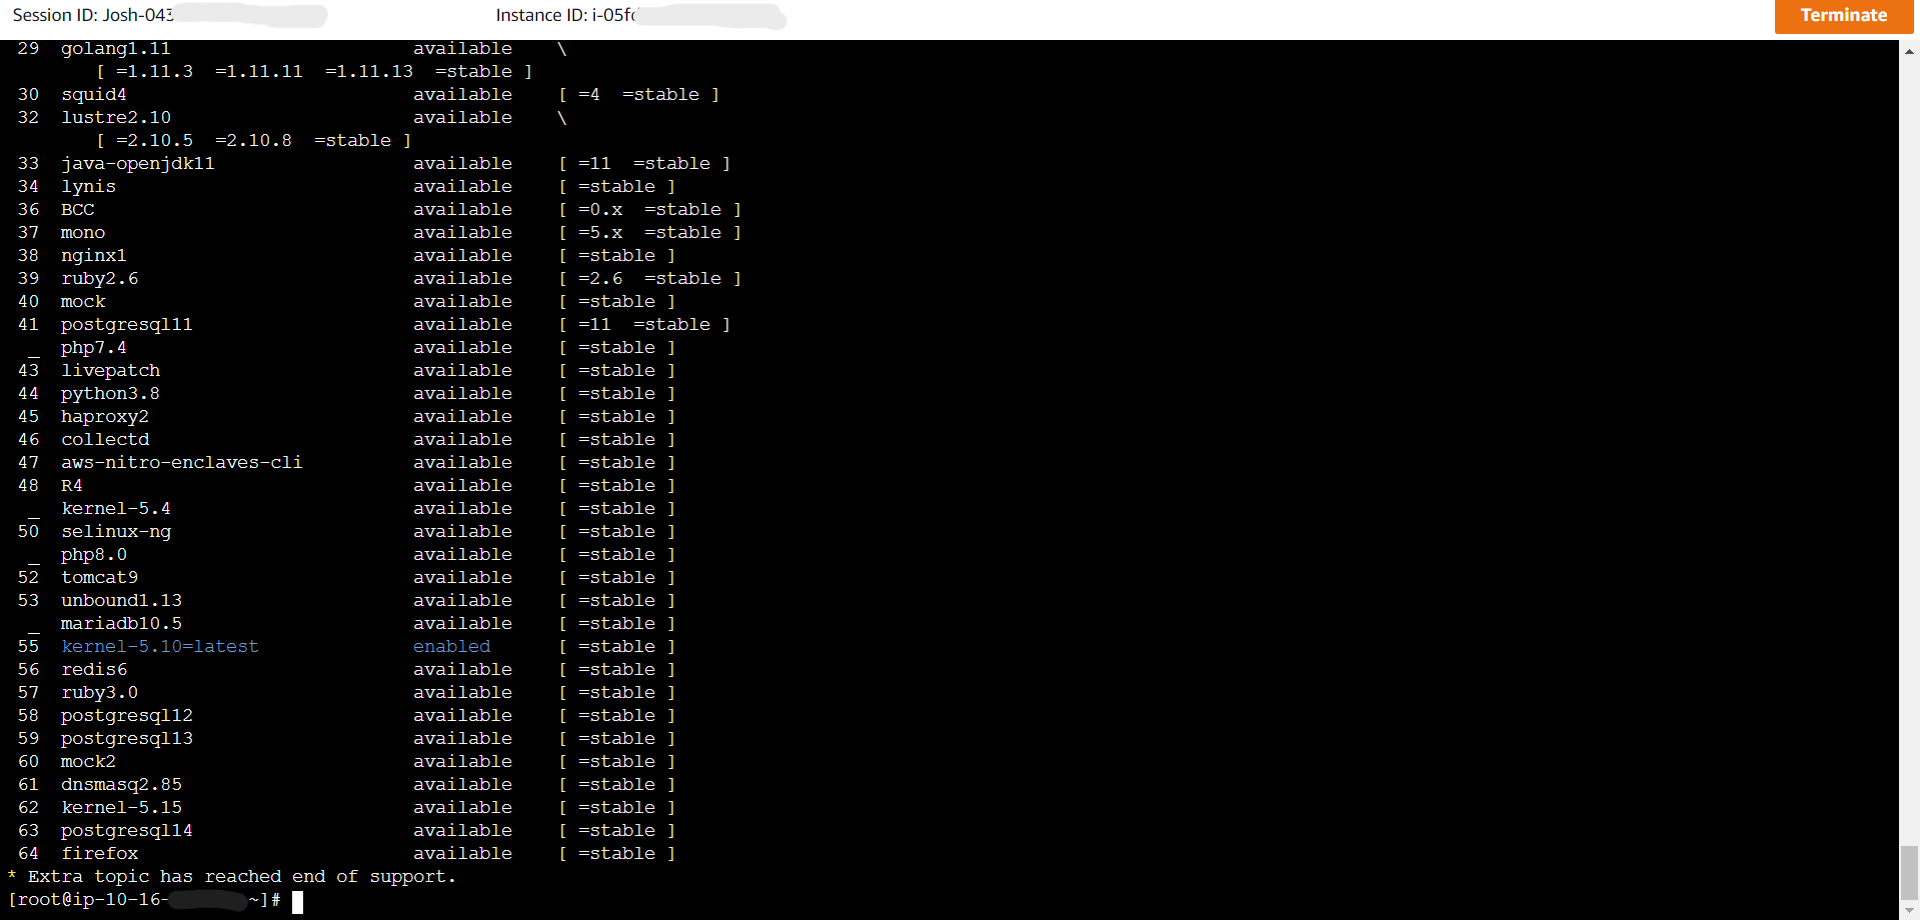 Session ID: Josh-043 Instance ID: i-05f Terminate
29 golang1.11 available \
[ =1.11.3 =1.11.11 =1.11.13 =stable ]
30 squid4 available [ =4 =stable ]
32 lustre2.10 available \
[ =2.10.5 =2.10.8 =stable ]
33 java-openjdk11 available [ =11 =stable ]
34 lynis available [ =stable ]
36 BCC available [ =0.x =stable ]
37 mono available [ =5.x =stable ]
38 nginx1 available [ =stable ]
39 ruby2.6 available [ =2.6 =stable ]
40 mock available [ =stable ]
41 postgresql11 available [ =11 =stable ]
_ php7.4 available [ =stable ]
43 livepatch available [ =stable ]
44 python3.8 available [ =stable ]
45 haproxy2 available [ =stable ]
46 collectd available [ =stable ]
47 aws-nitro-enclaves-cli available [ =stable ]
48 R4 available [ =stable ]
_ kernel-5.4 available [ =stable ]
50 selinux-ng available [ =stable ]
_ php8.0 available [ =stable ]
52 tomcat9 available [ =stable ]
53 unbound1.13 available [ =stable ]
_ mariadb10.5 available [ =stable ]
55 kernel-5.10=latest enabled [ =stable ]
56 redis6 available [ =stable ]
57 ruby3.0 available [ =stable ]
58 postgresql12 available [ =stable ]
59 postgresql13 available [ =stable ]
60 mock2 available [ =stable ]
61 dnsmasq2.85 available [ =stable ]
62 kernel-5.15 available [ =stable ]
63 postgresql14 available [ =stable ]
64 firefox available [ =stable ]
* Extra topic has reached end of support.
[root@ip-10-16- ~]#